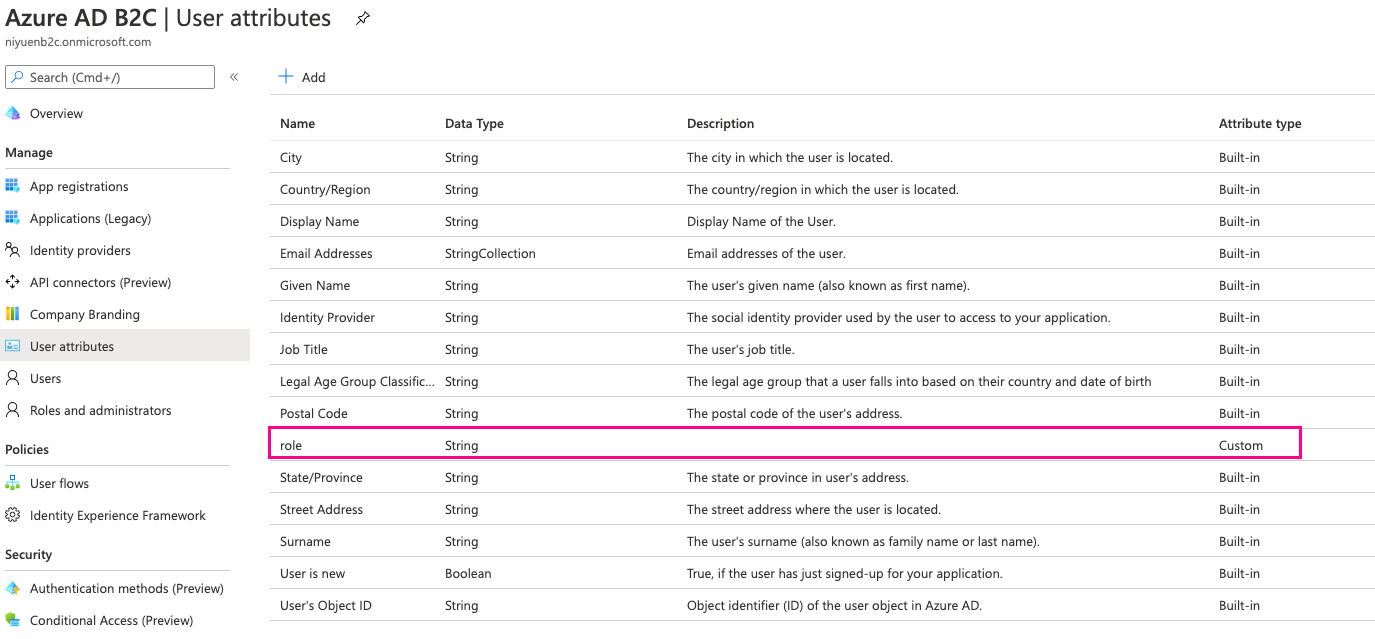 Azure AD B2C | User attributes
niyuenb2c.onmicrosoft.com
Search (Cmd+/)
«
Overview
Manage
App registrations
Applications (Legacy)
Identity providers
API connectors (Preview)
Company Branding
User attributes
Users
Roles and administrators
Policies
User flows
Identity Experience Framework
Security
Authentication methods (Preview)
Conditional Access (Preview)
Add
Name Data Type Description Attribute type
City String The city in which the user is located. Built-in
Country/Region String The country/region in which the user is located. Built-in
Display Name String Display Name of the User. Built-in
Email Addresses StringCollection Email addresses of the user. Built-in
Given Name String The user's given name (also known as first name). Built-in
Identity Provider String The social identity provider used by the user to access to your application. Built-in
Job Title String The user's job title. Built-in
Legal Age Group Classific... String The legal age group that a user falls into based on their country and date of birth Built-in
Postal Code String The postal code of the user's address. Built-in
role String Custom
State/Province String The state or province in user's address. Built-in
Street Address String The street address where the user is located. Built-in
Surname String The user's surname (also known as family name or last name). Built-in
User is new Boolean True, if the user has just signed-up for your application. Built-in
User's Object ID String Object identifier (ID) of the user object in Azure AD. Built-in